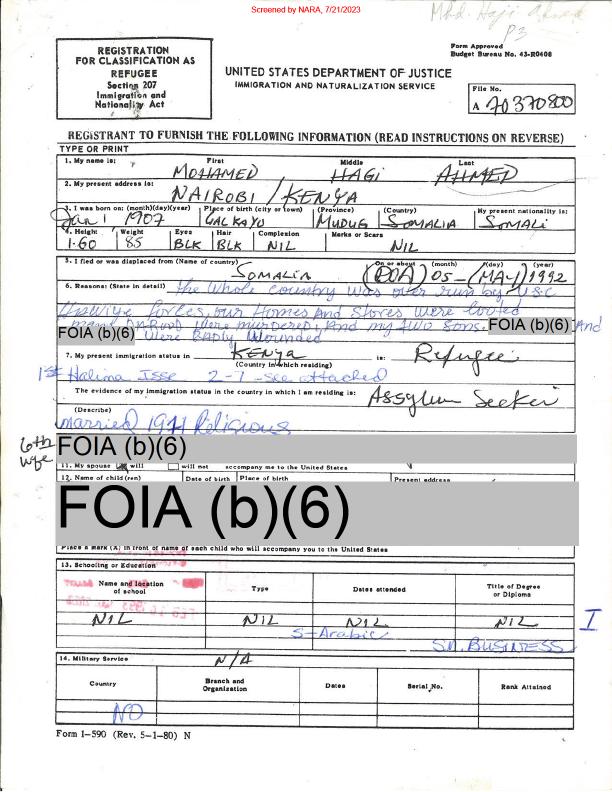 Screened by NARA, 7/21/2023
Mhd. Haji Ahmed
P3
REGISTRATION
FOR CLASSIFICATION AS
REFUGEE
Section 207
Immigration and
Nationality Act
UNITED STATES DEPARTMENT OF JUSTICE
IMMIGRATION AND NATURALIZATION SERVICE
Form Approved
Budget Bureau No. 43-R0408
File No.
A 70370800
REGISTRANT TO FURNISH THE FOLLOWING INFORMATION (READ INSTRUCTIONS ON REVERSE)
TYPE OR PRINT
1. My name is: First Middle Last
MOHAMED HAGI AHMED
2. My present address is:
NAIROBI / KENYA
3. I was born on: (month)(day)(year) Place of birth (city or town) (Province) (Country) My present nationality is:
Jan 1 1907 GALKAYO MUDUG SOMALIA SOMALI
4. Height Weight Eyes Hair Complexion Marks or Scars
1.60 85 BLK BLK NIL NIL
5. I fled or was displaced from (Name of country) On or about (month) (day) (year)
SOMALIA (DOA) 05-(MAY) 1992
6. Reasons: (State in detail) The whole country was over run by U.S.C
Hawiye forces, our Homes And Stores were looted
many DAROD were murdered, And my two sons. FOIA (b)(6) And
FOIA (b)(6) Were Badly Wounded
7. My present immigration status in KENYA is: Refugee
(Country in which residing)
1st Halima Isse 2-7 - see attached
The evidence of my immigration status in the country in which I am residing is: Assylum Seeker
(Describe)
Married 1971 Religious
6th wife FOIA (b)(6)
11. My spouse will will not accompany me to the United States
12. Name of child (ren) Date of birth Place of birth Present address
FOIA (b)(6)
Place a mark (X) in front of name of each child who will accompany you to the United States
13. Schooling or Education
Name and location of school Type Dates attended Title of Degree or Diploma
NIL NIL NIL NIL I
S-Arabic SM. BUSINESS
14. Military Service N/A
Country Branch and Organization Dates Serial No. Rank Attained
NO
Form I-590 (Rev. 5-1-80) N